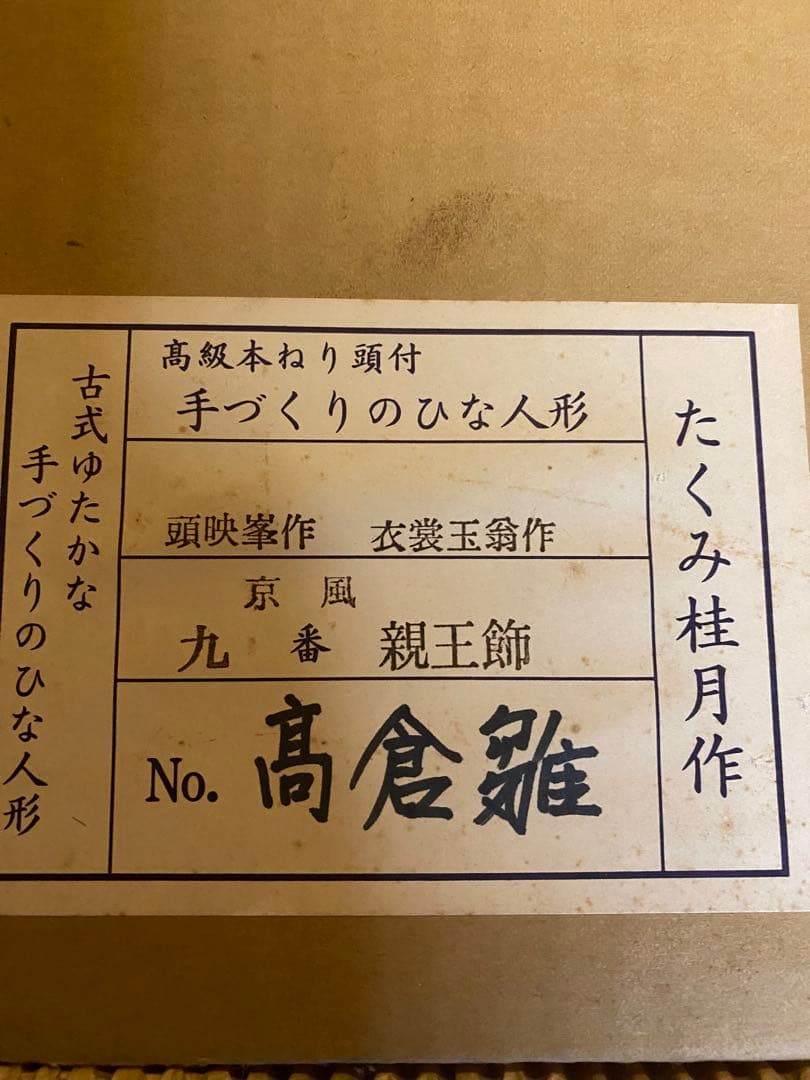 たくみ桂月作
髙級本ねり頭付
手づくりのひな人形
頭映峯作 衣裳玉翁作
京風
九番 親王飾
No. 髙倉雛
古式ゆたかな
手づくりのひな人形